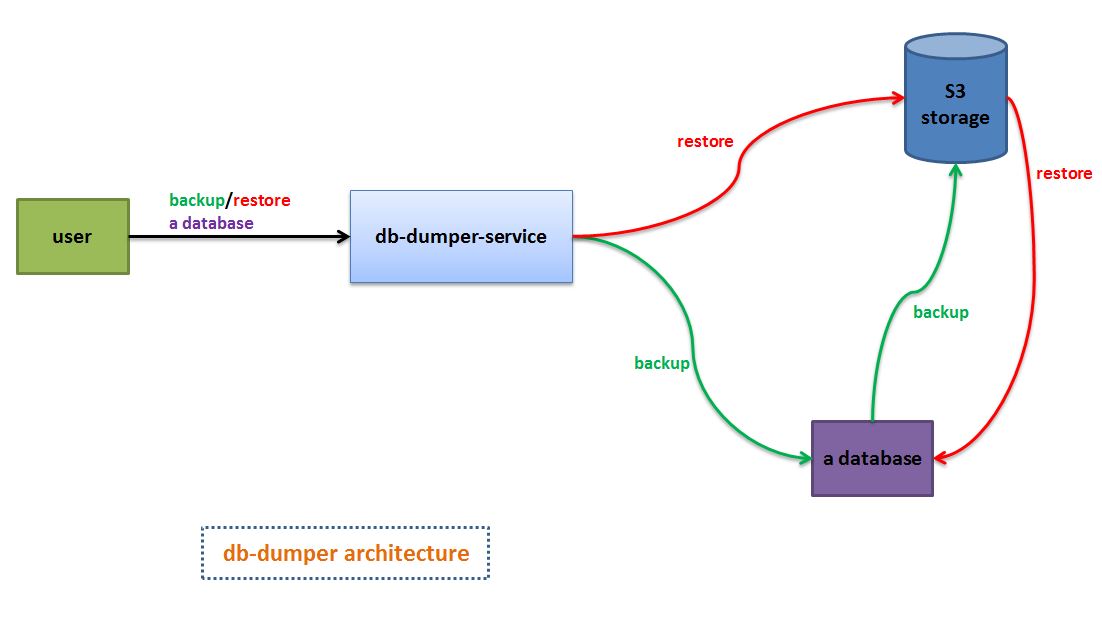 S3
storage
restore
restore
backup/restore
a database
user
db-dumper-service
backup
backup
a database
db-dumper architecture